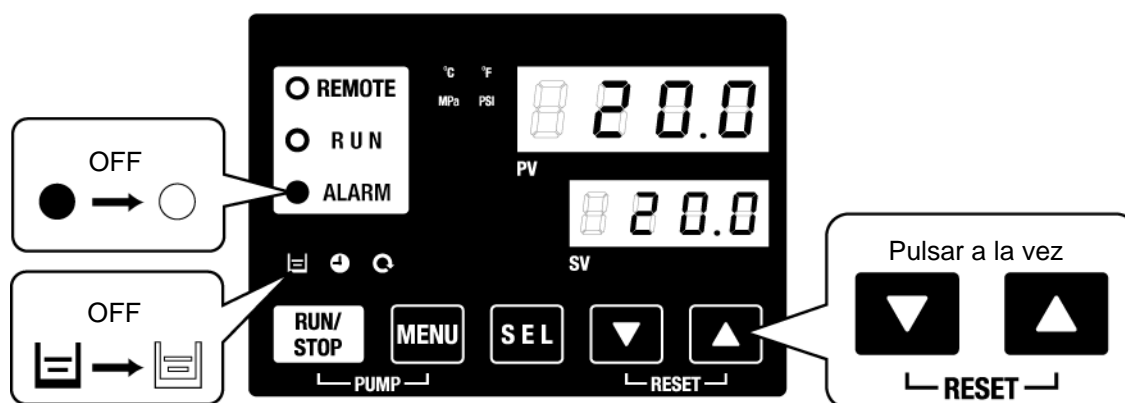 OFF
OFF
REMOTE
RUN
ALARM
°C °F
MPa PSI
20.0
PV
20.0
SV
RUN/
STOP
MENU
SEL
PUMP
RESET
Pulsar a la vez
RESET